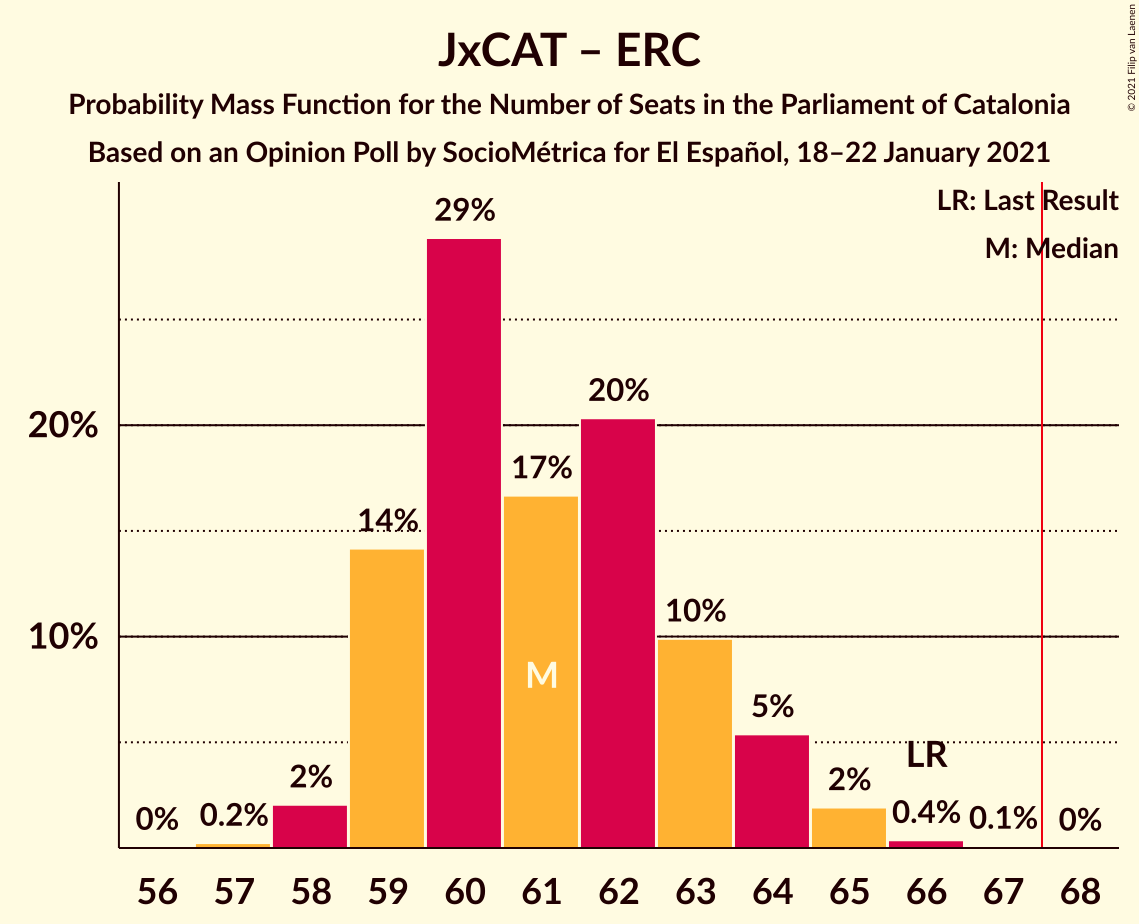 © 2021 Filip van Laenen
JxCAT – ERC
Probability Mass Function for the Number of Seats in the Parliament of Catalonia
Based on an Opinion Poll by SocioMétrica for El Español, 18–22 January 2021
LR: Last Result
M: Median
29%
20%
20%
17%
14%
10%
10%
M
5%
LR
2%
2%
0%
0.2%
0.4%
0.1%
0%
56 57 58 59 60 61 62 63 64 65 66 67 68